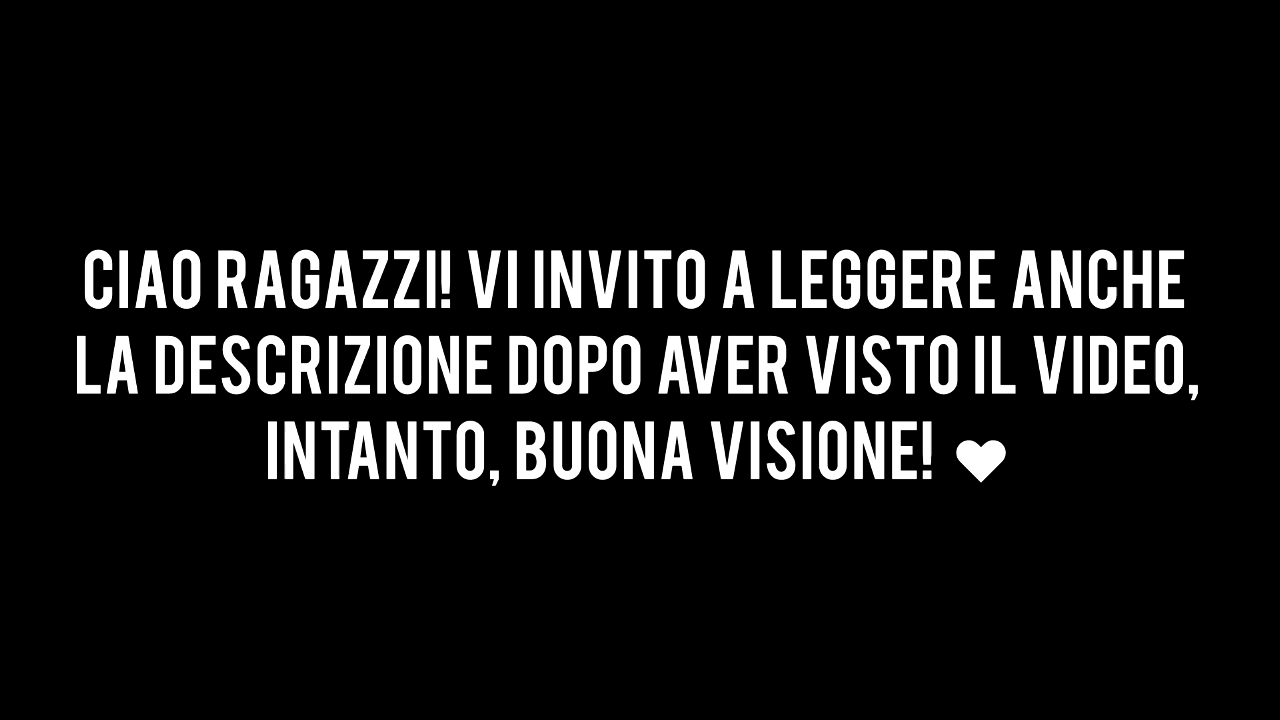 CIAO RAGAZZI! VI INVITO A LEGGERE ANCHE
LA DESCRIZIONE DOPO AVER VISTO IL VIDEO,
INTANTO, BUONA VISIONE! ♥